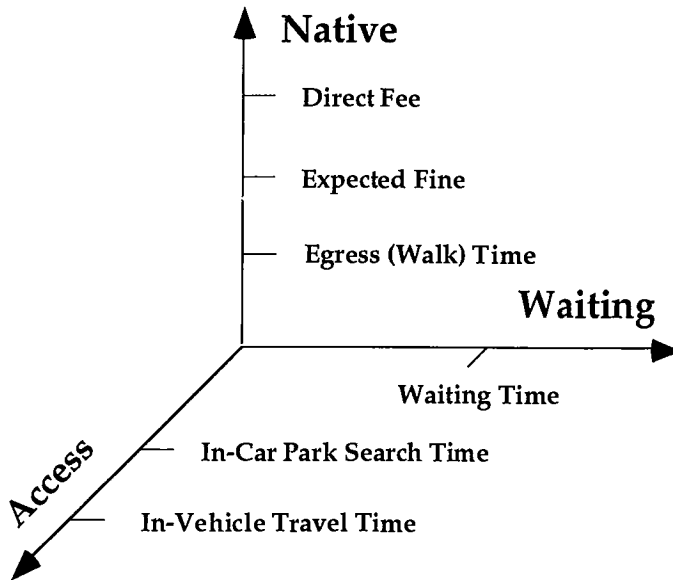 Native
Direct Fee
Expected Fine
Egress (Walk) Time
Waiting
Waiting Time
Access
In-Car Park Search Time
In-Vehicle Travel Time